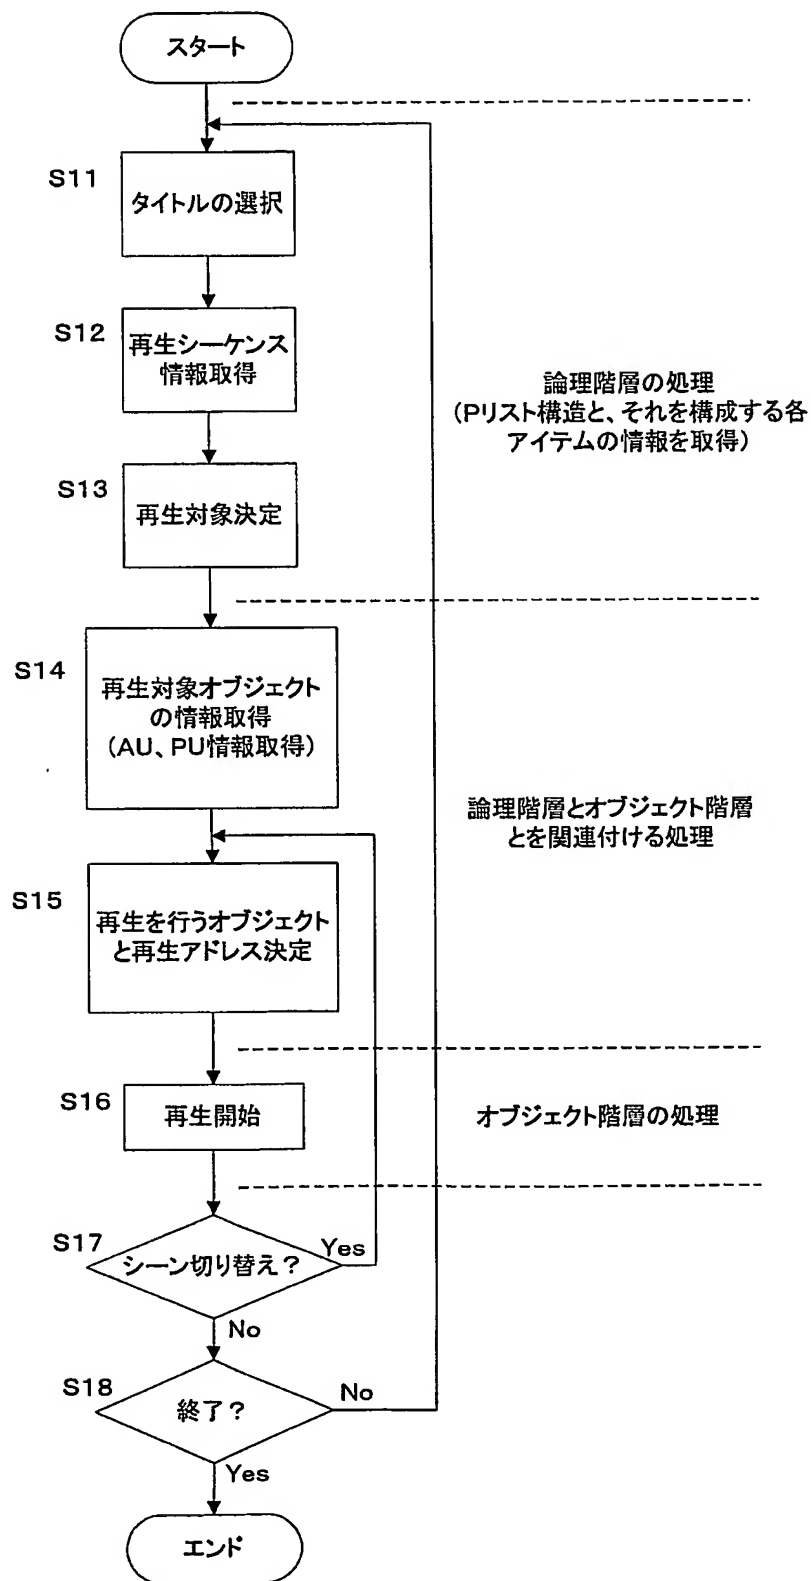 スタート
S11
タイトルの選択
S12
再生シーケンス
情報取得
論理階層の処理
(Pリスト構造と、それを構成する各
アイテムの情報を取得)
S13
再生対象決定
S14
再生対象オブジェクト
の情報取得
(AU、PU情報取得)
論理階層とオブジェクト階層
とを関連付ける処理
S15
再生を行うオブジェクト
と再生アドレス決定
S16
再生開始
オブジェクト階層の処理
S17
シーン切り替え?
Yes
No
S18
終了?
No
Yes
エンド